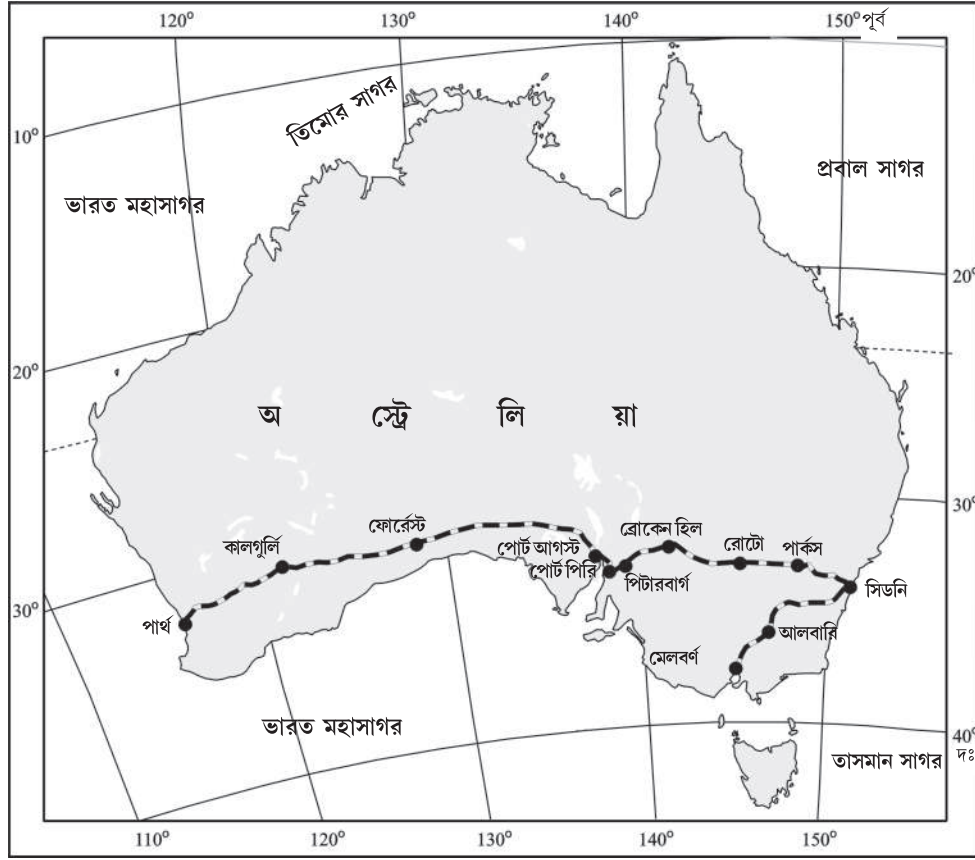 120° 130° 140° 150° পূর্ব
10°
তিমোর সাগর
প্রবাল সাগর
ভারত মহাসাগর
20°
20°
অ স্ট্রে লি য়া
30°
ফোর্রেস্ট
ব্রোকেন হিল
কালগুর্লি
পোর্ট আগস্ট
রোটো
পার্কস
পোর্ট পিরি
পিটারবার্গ
সিডনি
30°
পার্থ
আলবারি
মেলবর্ণ
ভারত মহাসাগর
40°
দঃ
তাসমান সাগর
110° 120° 130° 140° 150°